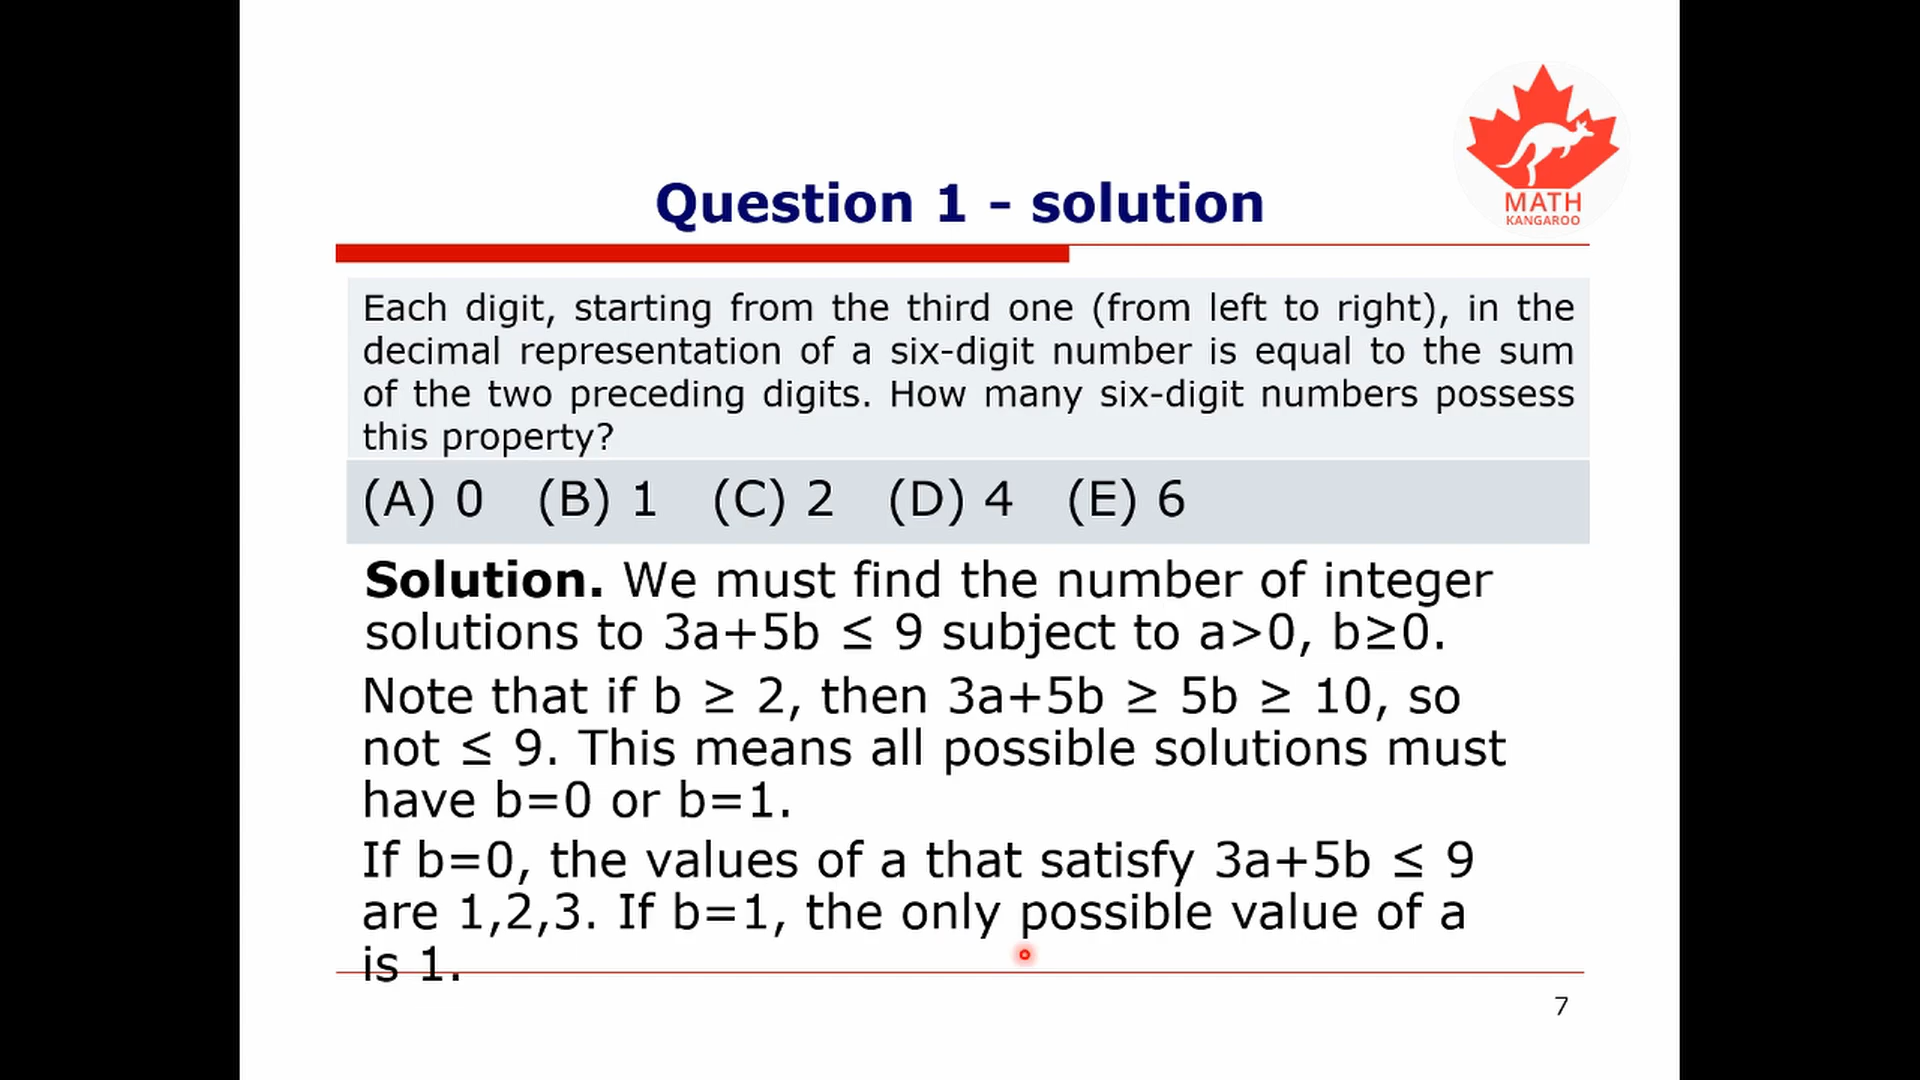 MATH
KANGAROO
Question 1 - solution
Each digit, starting from the third one (from left to right), in the
decimal representation of a six-digit number is equal to the sum
of the two preceding digits. How many six-digit numbers possess
this property?
(A) 0 (B) 1 (C) 2 (D) 4 (E) 6
Solution. We must find the number of integer
solutions to 3a+5b ≤ 9 subject to a>0, b≥0.
Note that if b ≥ 2, then 3a+5b ≥ 5b ≥ 10, so
not ≤ 9. This means all possible solutions must
have b=0 or b=1.
If b=0, the values of a that satisfy 3a+5b ≤ 9
are 1,2,3. If b=1, the only possible value of a
is 1.
7